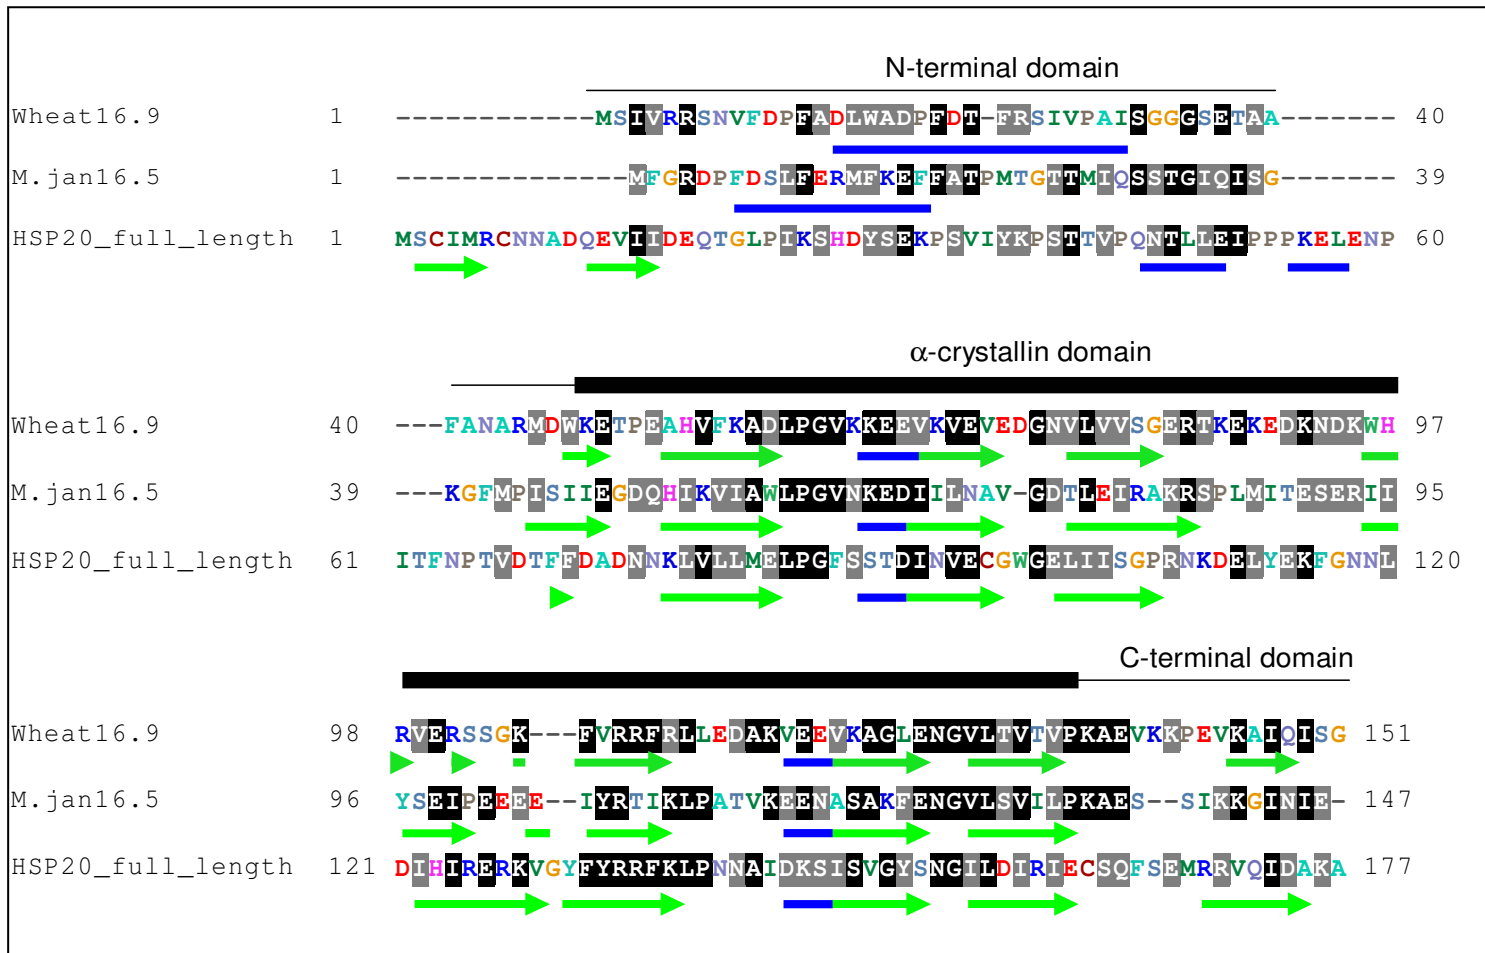 N-terminal domain
Wheat16.9 1 ------------MSIVRRSNVFDPFADLWADPFDT-FRSIVPAISGGGSETAA------- 40
M.jan16.5 1 --------------MFGRDPFDSLFERMFKEFFATPMTGTTMIQSSTGIQISG------- 39
HSP20_full_length 1 MSCIMRCNNADQEVIIDEQTGLPIKSHDYSEKPSVIYKPSTTVPQNTLLEIPPPKELENP 60
α-crystallin domain
Wheat16.9 40 ---FANARMDWKETPEAHVFKADLPGVKKEEVKVEVEDGNVLVVSGERTKEKEDKNDKWH 97
M.jan16.5 39 ---KGFMPISIIEGDQHIKVIAWLPGVNKEDIILNAV-GDTLEIRAKRSPLMITESERII 95
HSP20_full_length 61 ITFNPTVDTFFDADNNKLVLLMELPGFSSTDINVECGWGELIISGPRNKDELYEKFGNNL 120
C-terminal domain
Wheat16.9 98 RVERSSGK---FVRRFRLLEDAKVEEVKAGLENGVLTVTVPKAEVKKPEVKAIQISG 151
M.jan16.5 96 YSEIPEEEE--IYRTIKLPATVKEENASAKFENGVLSVILPKAES--SIKKGINIE- 147
HSP20_full_length 121 DIHIRERKVGYFYRRFKLPNNAIDKSISVGYSNGILDIRIECSQFSEMRRVQIDAKA 177